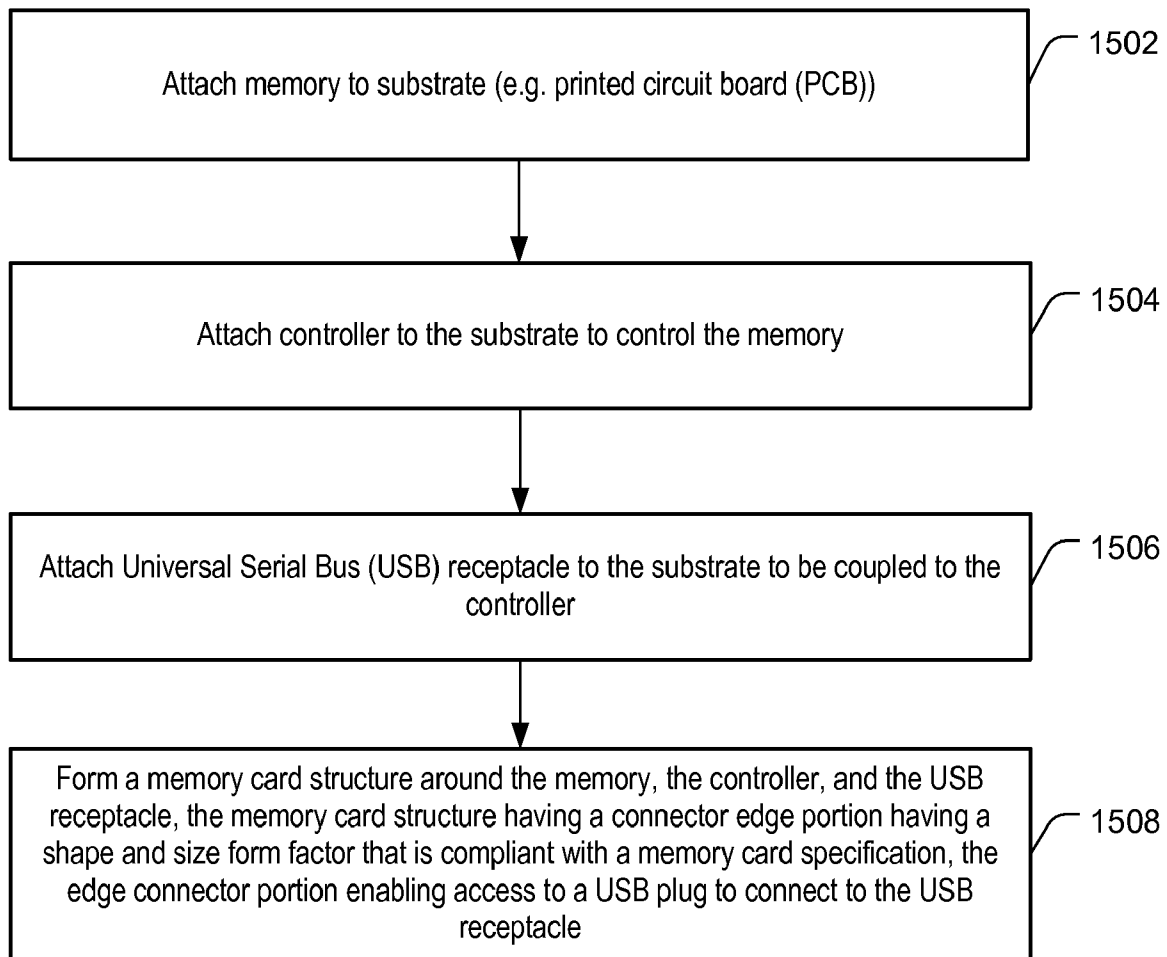 Attach memory to substrate (e.g. printed circuit board (PCB))
1502
Attach controller to the substrate to control the memory
1504
Attach Universal Serial Bus (USB) receptacle to the substrate to be coupled to the
controller
1506
Form a memory card structure around the memory, the controller, and the USB
receptacle, the memory card structure having a connector edge portion having a
shape and size form factor that is compliant with a memory card specification, the
edge connector portion enabling access to a USB plug to connect to the USB
receptacle
1508